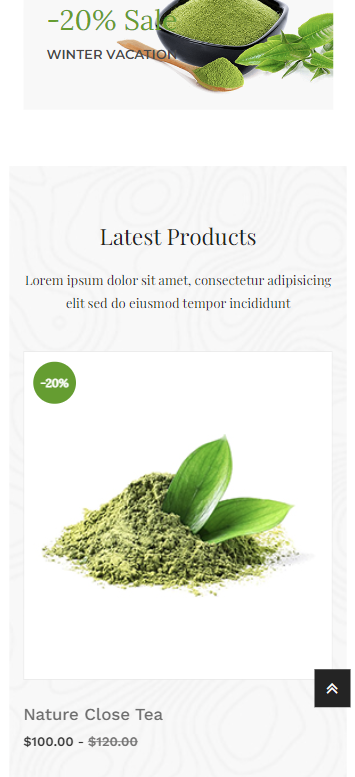 -20% Sale
WINTER VACATION
Latest Products
Lorem ipsum dolor sit amet, consectetur adipisicing
elit sed do eiusmod tempor incididunt
-20%
Nature Close Tea
$100.00 - $120.00